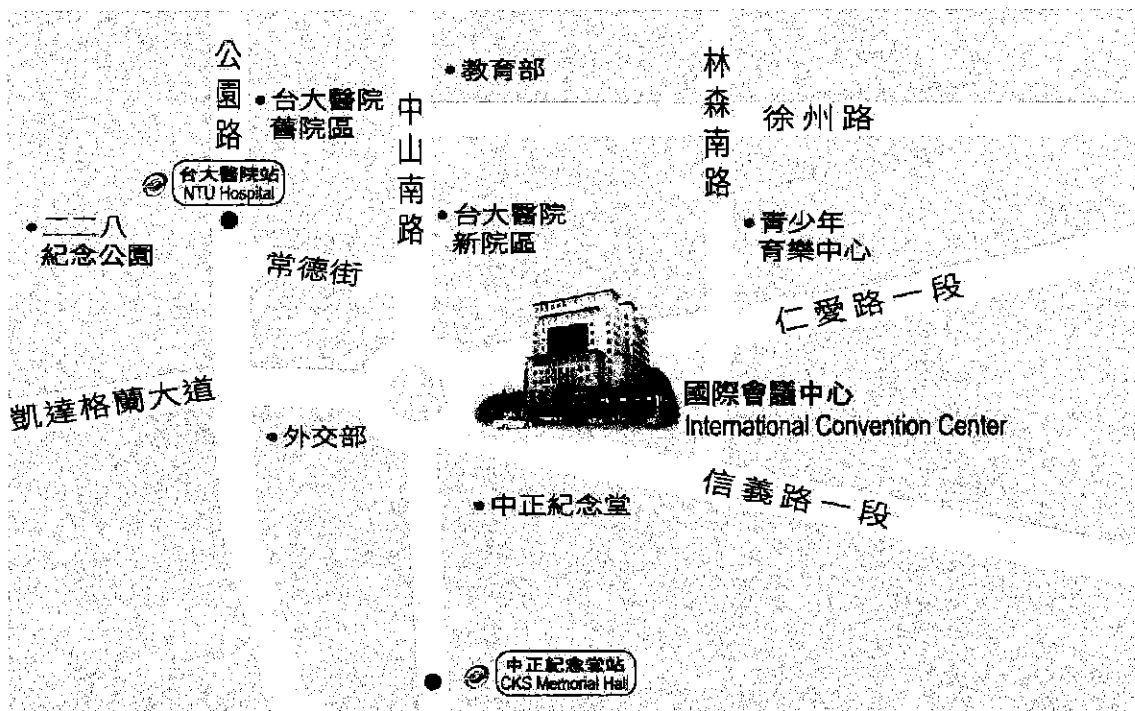 公園路
台大醫院
舊院區
中山南路
教育部
林森南路
徐州路
台大醫院站
NTU Hospital
二二八
紀念公園
常德街
台大醫院
新院區
青少年
育樂中心
仁愛路一段
凱達格蘭大道
外交部
國際會議中心
International Convention Center
信義路一段
中正紀念堂
中正紀念堂站
CKS Memorial Hall